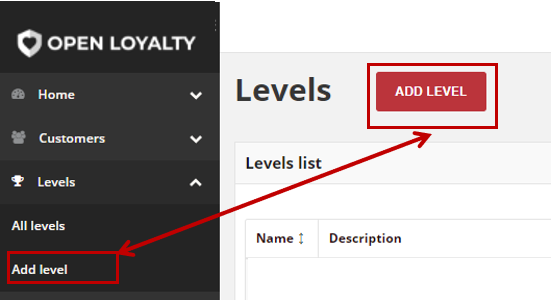 OPEN LOYALTY
Home
Customers
Levels
All levels
Add level
Levels
ADD LEVEL
Levels list
Name
Description